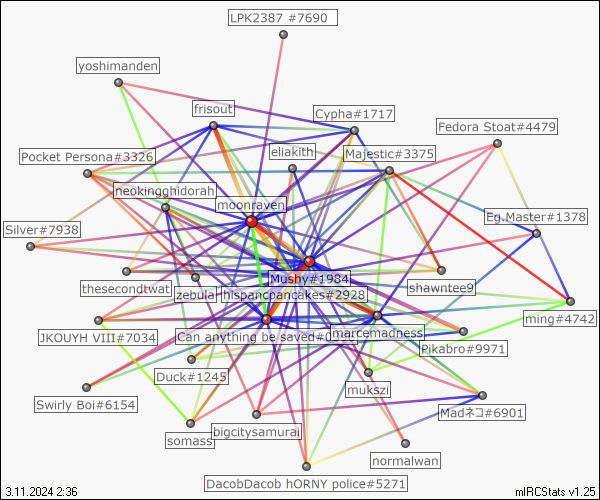 LPK2387 #7690
yoshimanden
frisout
Cypha#1717
Fedora Stoat#4479
Pocket Persona#3326
eliakith
Majestic#3375
neokingghidorah
moonraven
Silver#7938
Eg.Master#1378
Mushy#1984
thesecondtwat
zebula
hispancpancakes#2928
shawntee9
ming#4742
JKOUYH VIII#7034
Can anything be saved#0
marcemadness
Pikabro#9971
Duck#1245
mukszi
Swirly Boi#6154
Madネコ#6901
somass
bigcitysamurai
normalwan
DacobDacob hORNY police#5271
3.11.2024 2:36
mIRCStats v1.25